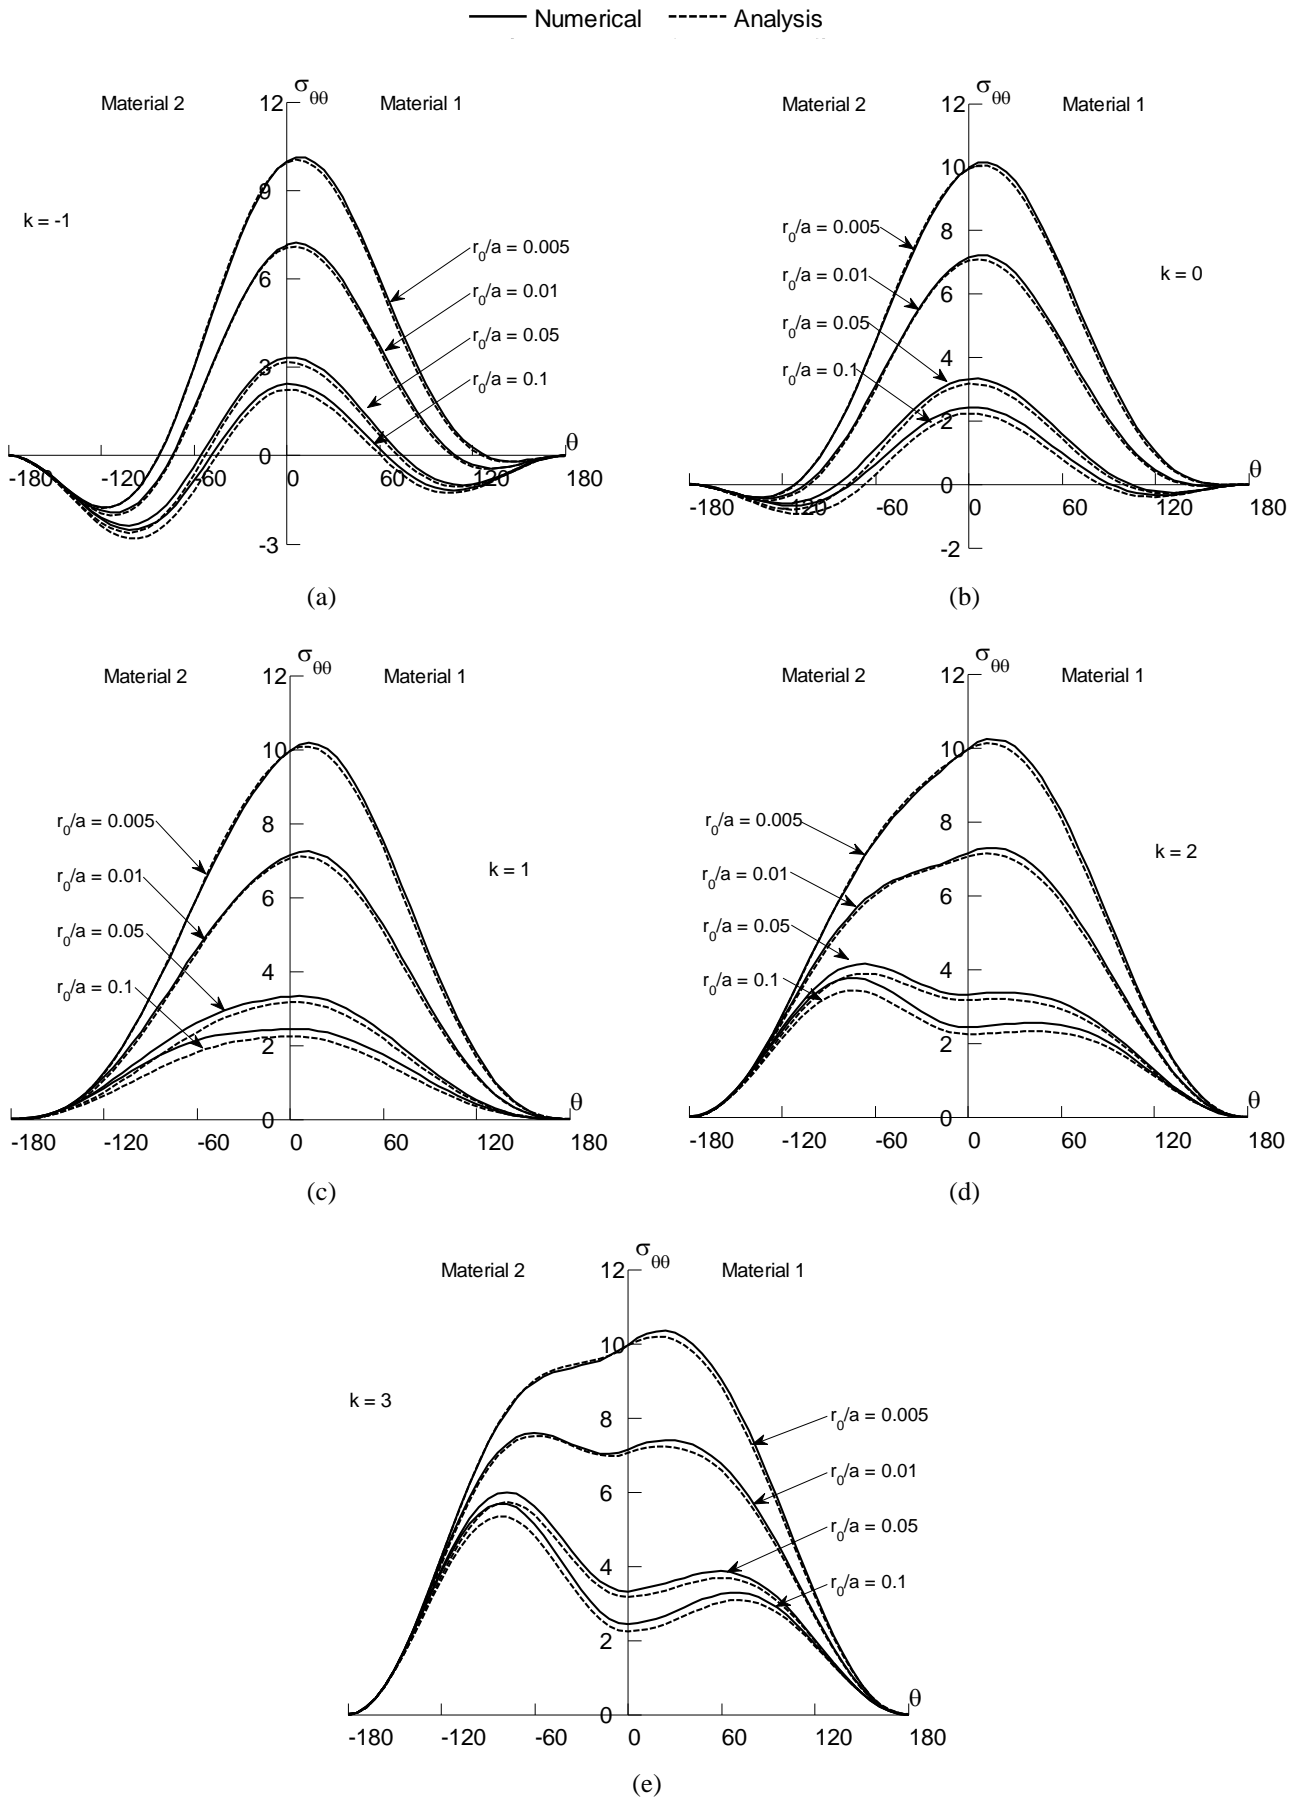 Numerical Analysis
σθθ
Material 2 12 Material 1
9
k = -1
r0/a = 0.005
6
r0/a = 0.01
r0/a = 0.05
3
r0/a = 0.1
0 θ
-180 -120 -60 0 60 120 180
-3
(a)
σθθ
Material 2 12 Material 1
10
r0/a = 0.005
8
r0/a = 0.01
k = 0
6
r0/a = 0.05
4
r0/a = 0.1
2
0 θ
-180 -120 -60 0 60 120 180
-2
(b)
σθθ
Material 2 12 Material 1
10
r0/a = 0.005
8
r0/a = 0.01
k = 1
6
r0/a = 0.05
4
r0/a = 0.1
2
0 θ
-180 -120 -60 0 60 120 180
(c)
σθθ
Material 2 12 Material 1
10
r0/a = 0.005
8
k = 2
r0/a = 0.01
6
r0/a = 0.05
4
r0/a = 0.1
2
0 θ
-180 -120 -60 0 60 120 180
(d)
σθθ
Material 2 12 Material 1
10
k = 3
r0/a = 0.005
8
r0/a = 0.01
6
r0/a = 0.05
4
r0/a = 0.1
2
0 θ
-180 -120 -60 0 60 120 180
(e)